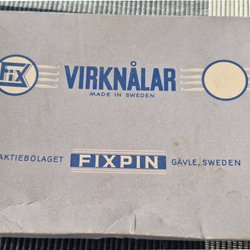 FIX
VIRKNÅLAR
MADE IN SWEDEN
AKTIEBOLAGET FIXPIN GÄVLE, SWEDEN